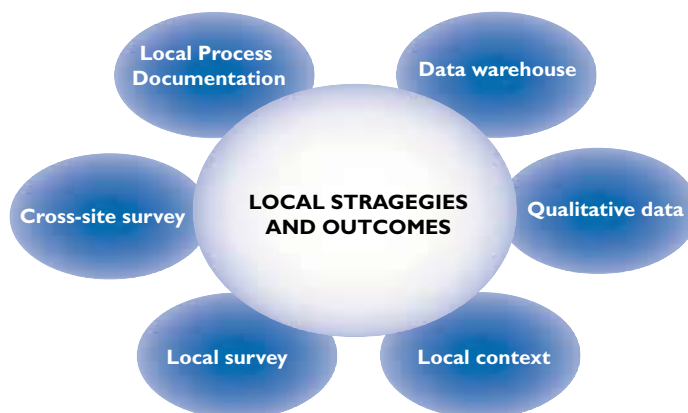 Local Process
Documentation
Data warehouse
Cross-site survey
LOCAL STRAGEGIES
AND OUTCOMES
Qualitative data
Local survey
Local context